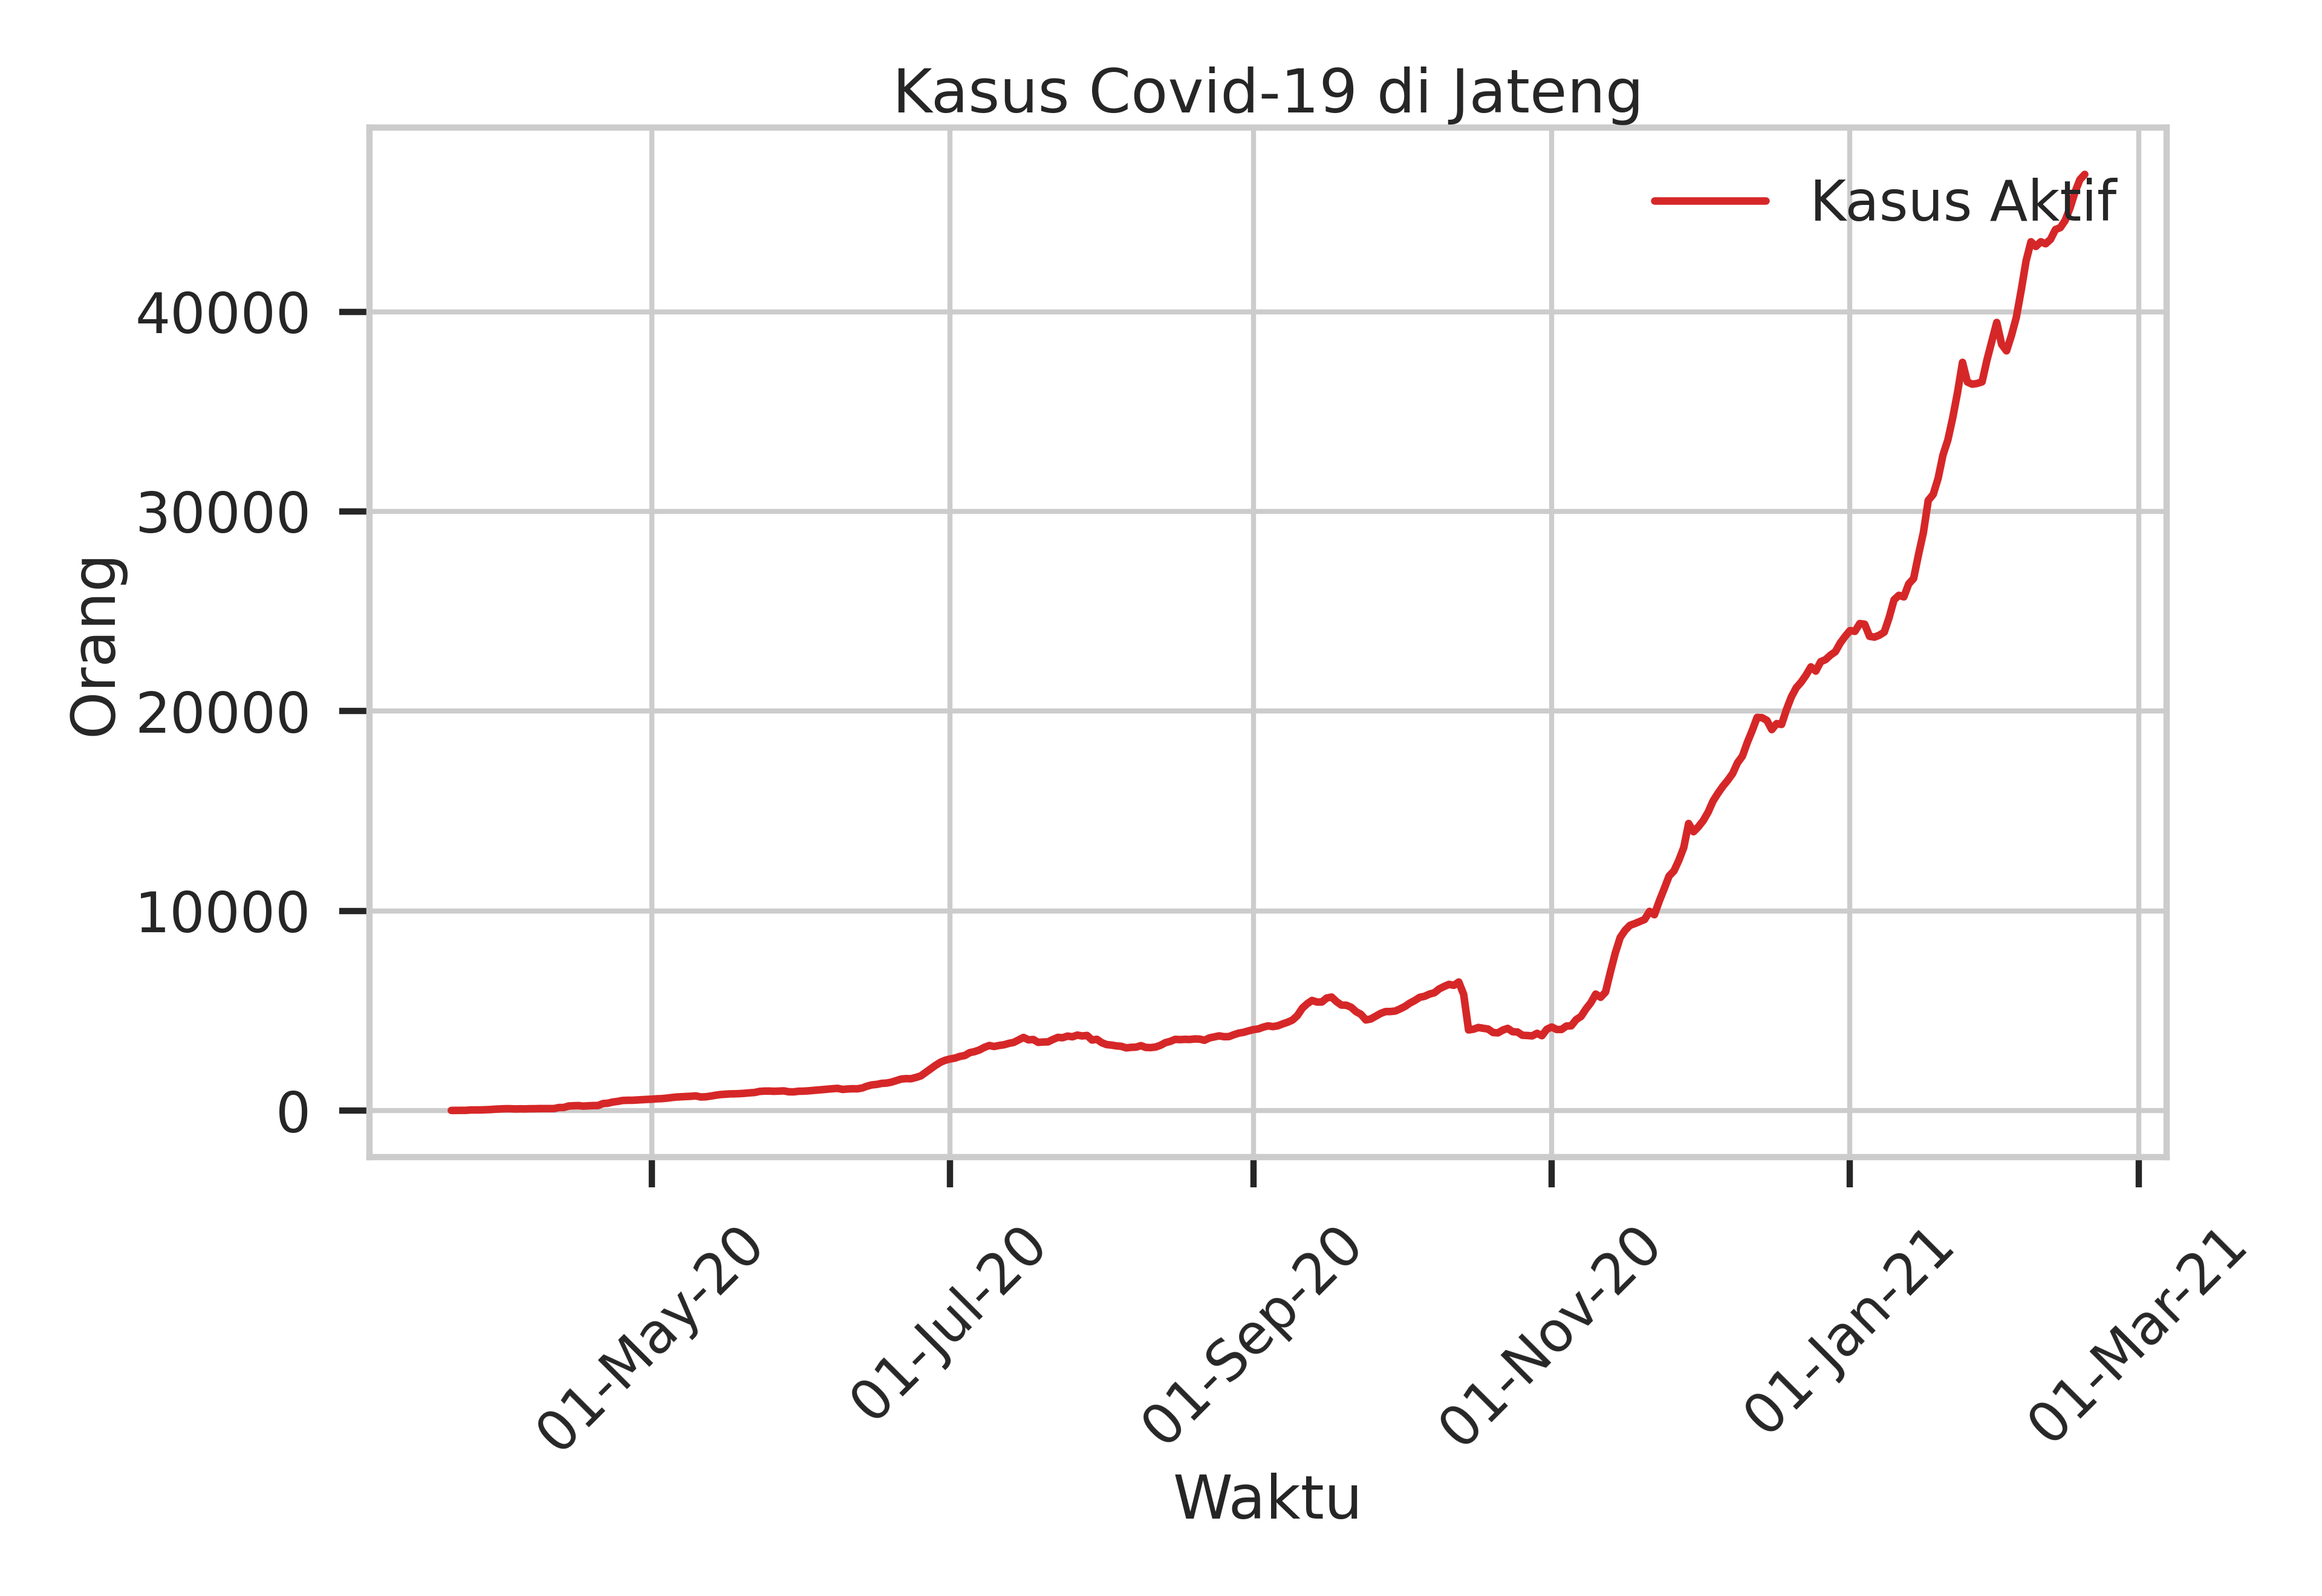 Kasus Covid-19 di Jateng
Kasus Aktif
Orang
40000
30000
20000
10000
0
01-May-20
01-Jul-20
01-Sep-20
01-Nov-20
01-Jan-21
01-Mar-21
Waktu